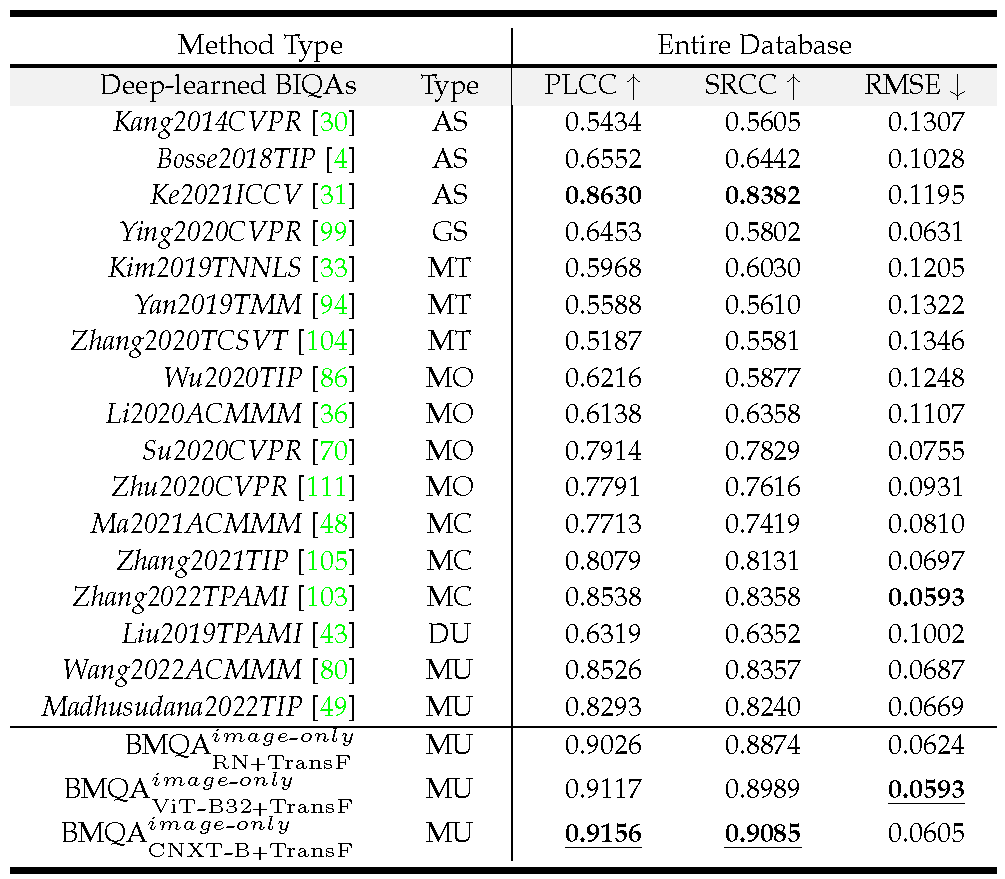 Method Type Entire Database
Deep-learned BIQAs Type PLCC ↑ SRCC ↑ RMSE ↓
Kang2014CVPR [30] AS 0.5434 0.5605 0.1307
Bosse2018TIP [4] AS 0.6552 0.6442 0.1028
Ke2021ICCV [31] AS 0.8630 0.8382 0.1195
Ying2020CVPR [99] GS 0.6453 0.5802 0.0631
Kim2019TNNLS [33] MT 0.5968 0.6030 0.1205
Yan2019TMM [94] MT 0.5588 0.5610 0.1322
Zhang2020TCSVT [104] MT 0.5187 0.5581 0.1346
Wu2020TIP [86] MO 0.6216 0.5877 0.1248
Li2020ACMMM [36] MO 0.6138 0.6358 0.1107
Su2020CVPR [70] MO 0.7914 0.7829 0.0755
Zhu2020CVPR [111] MO 0.7791 0.7616 0.0931
Ma2021ACMMM [48] MC 0.7713 0.7419 0.0810
Zhang2021TIP [105] MC 0.8079 0.8131 0.0697
Zhang2022TPAMI [103] MC 0.8538 0.8358 0.0593
Liu2019TPAMI [43] DU 0.6319 0.6352 0.1002
Wang2022ACMMM [80] MU 0.8526 0.8357 0.0687
Madhusudana2022TIP [49] MU 0.8293 0.8240 0.0669
BMQA image-only RN+TransF MU 0.9026 0.8874 0.0624
BMQA image-only ViT-B32+TransF MU 0.9117 0.8989 0.0593
BMQA image-only CNXT-B+TransF MU 0.9156 0.9085 0.0605